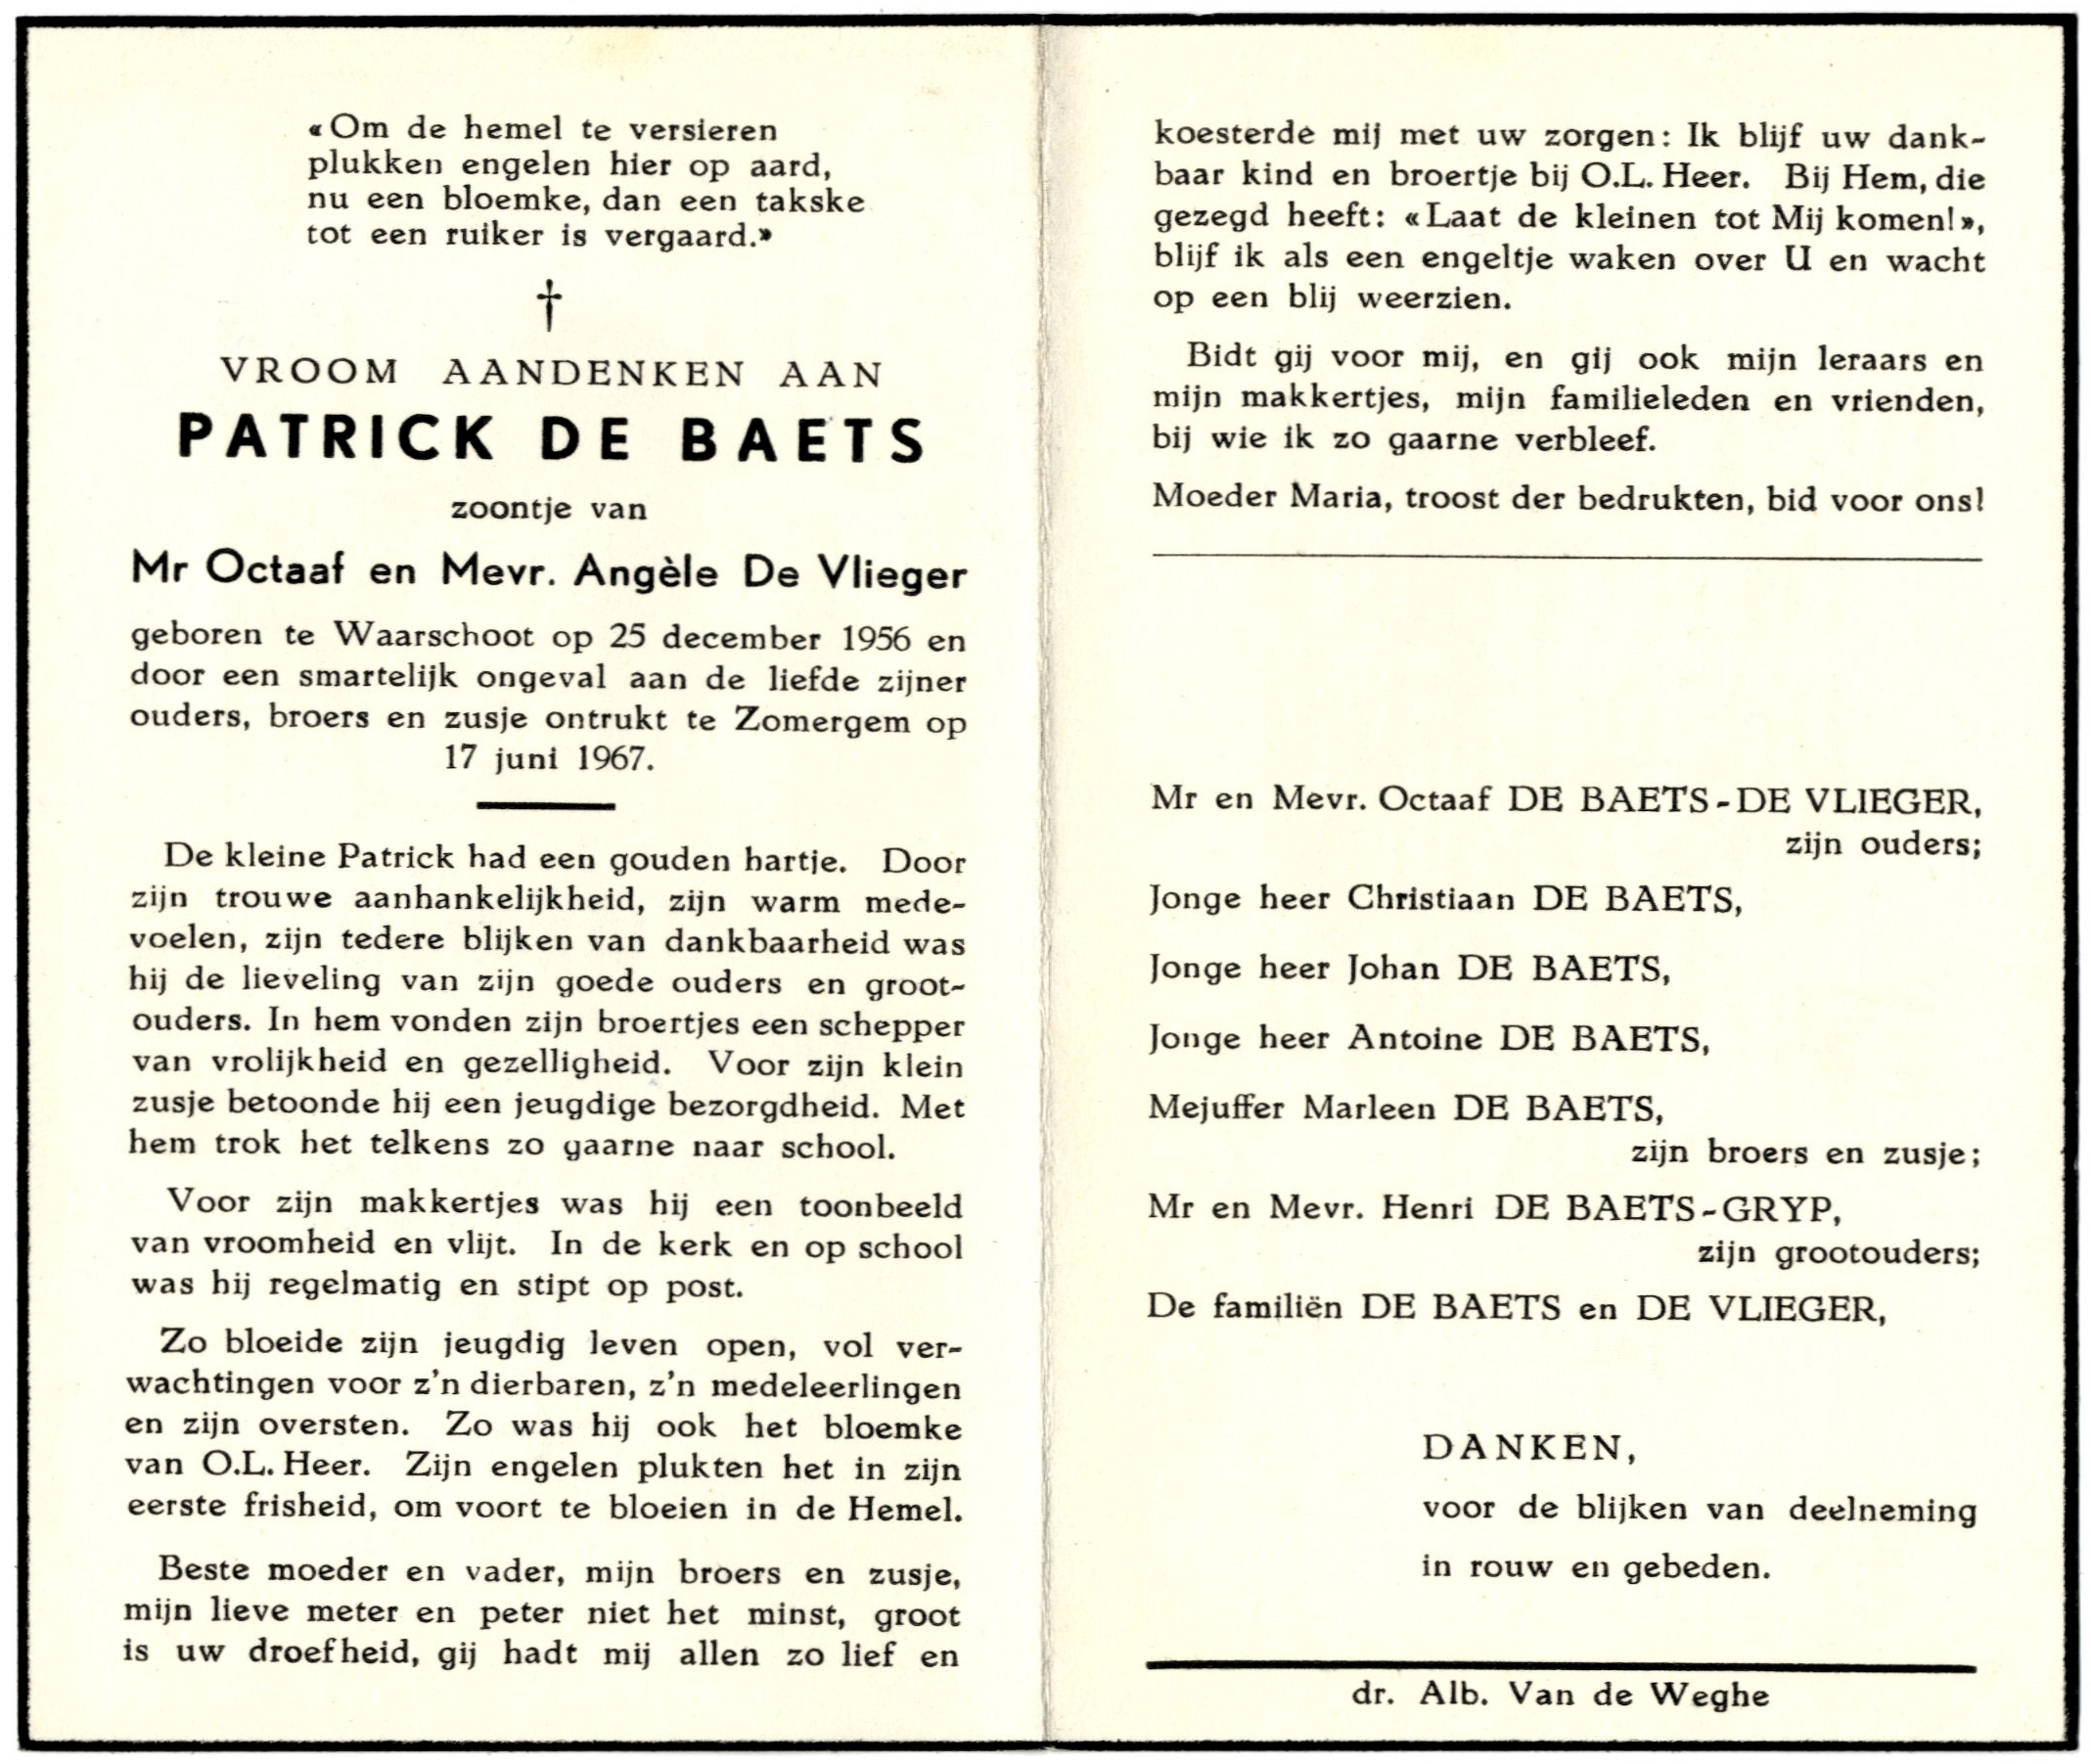 «Om de hemel te versieren
plukken engelen hier op aard,
nu een bloemke, dan een takske
tot een ruiker is vergaard.»
†
VROOM AANDENKEN AAN
PATRICK DE BAETS
zoontje van
Mr Octaaf en Mevr. Angèle De Vlieger
geboren te Waarschoot op 25 december 1956 en
door een smartelijk ongeval aan de liefde zijner
ouders, broers en zusje ontrukt te Zomergem op
17 juni 1967.
De kleine Patrick had een gouden hartje. Door
zijn trouwe aanhankelijkheid, zijn warm mede-
voelen, zijn tedere blijken van dankbaarheid was
hij de lieveling van zijn goede ouders en groot-
ouders. In hem vonden zijn broertjes een schepper
van vrolijkheid en gezelligheid. Voor zijn klein
zusje betoonde hij een jeugdige bezorgdheid. Met
hem trok het telkens zo gaarne naar school.
Voor zijn makkertjes was hij een toonbeeld
van vroomheid en vlijt. In de kerk en op school
was hij regelmatig en stipt op post.
Zo bloeide zijn jeugdig leven open, vol ver-
wachtingen voor z'n dierbaren, z'n medeleerlingen
en zijn oversten. Zo was hij ook het bloemke
van O.L. Heer. Zijn engelen plukten het in zijn
eerste frisheid, om voort te bloeien in de Hemel.
Beste moeder en vader, mijn broers en zusje,
mijn lieve meter en peter niet het minst, groot
is uw droefheid, gij hadt mij allen zo lief en
koesterde mij met uw zorgen: Ik blijf uw dank-
baar kind en broertje bij O.L. Heer. Bij Hem, die
gezegd heeft: «Laat de kleinen tot Mij komen!»,
blijf ik als een engeltje waken over U en wacht
op een blij weerzien.
Bidt gij voor mij, en gij ook mijn leraars en
mijn makkertjes, mijn familieleden en vrienden,
bij wie ik zo gaarne verbleef.
Moeder Maria, troost der bedrukten, bid voor ons!
Mr en Mevr. Octaaf DE BAETS-DE VLIEGER,
zijn ouders;
Jonge heer Christiaan DE BAETS,
Jonge heer Johan DE BAETS,
Jonge heer Antoine DE BAETS,
Mejuffer Marleen DE BAETS,
zijn broers en zusje;
Mr en Mevr. Henri DE BAETS-GRYP,
zijn grootouders;
De familiën DE BAETS en DE VLIEGER,
DANKEN,
voor de blijken van deelneming
in rouw en gebeden.
dr. Alb. Van de Weghe